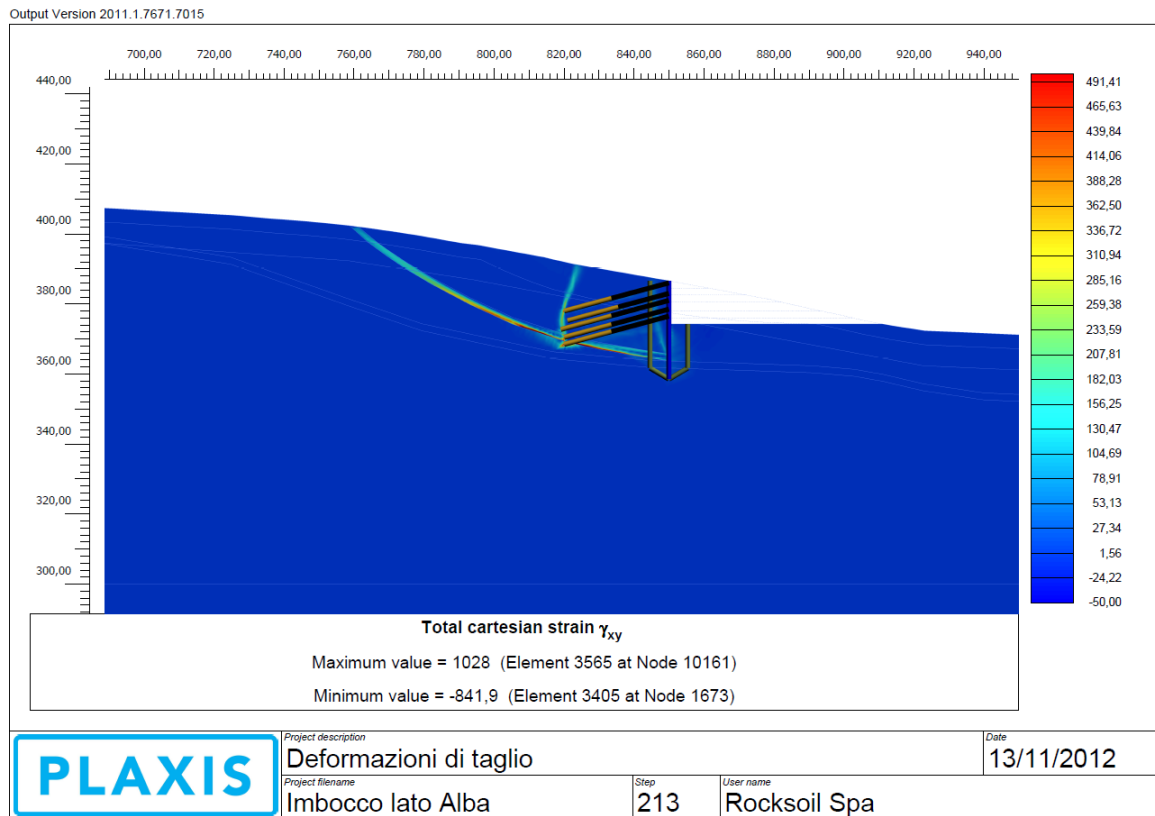 Output Version 2011.1.7671.7015
700,00 720,00 740,00 760,00 780,00 800,00 820,00 840,00 860,00 880,00 900,00 920,00 940,00
440,00
420,00
400,00
380,00
360,00
340,00
320,00
300,00
491,41
465,63
439,84
414,06
388,28
362,50
336,72
310,94
285,16
259,38
233,59
207,81
182,03
156,25
130,47
104,69
78,91
53,13
27,34
1,56
-24,22
-50,00
Total cartesian strain γxy
Maximum value = 1028 (Element 3565 at Node 10161)
Minimum value = -841,9 (Element 3405 at Node 1673)
PLAXIS
Project description
Deformazioni di taglio
Date
13/11/2012
Project filename
Imbocco lato Alba
Step
213
User name
Rocksoil Spa